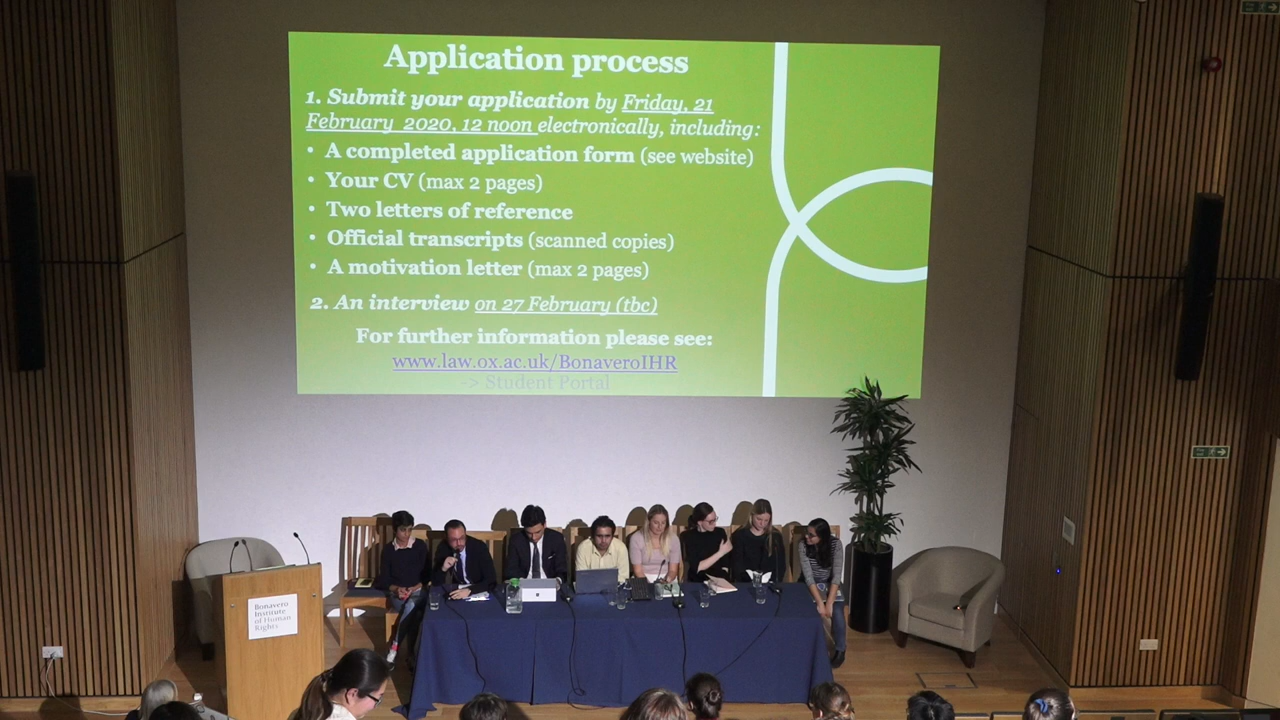 Application process
1. Submit your application by Friday, 21
February 2020, 12 noon electronically, including:
• A completed application form (see website)
• Your CV (max 2 pages)
• Two letters of reference
• Official transcripts (scanned copies)
• A motivation letter (max 2 pages)
2. An interview on 27 February (tbc)
For further information please see:
www.law.ox.ac.uk/BonaveroIHR
-> Student Portal
Bonavero
Institute
of Human
Rights